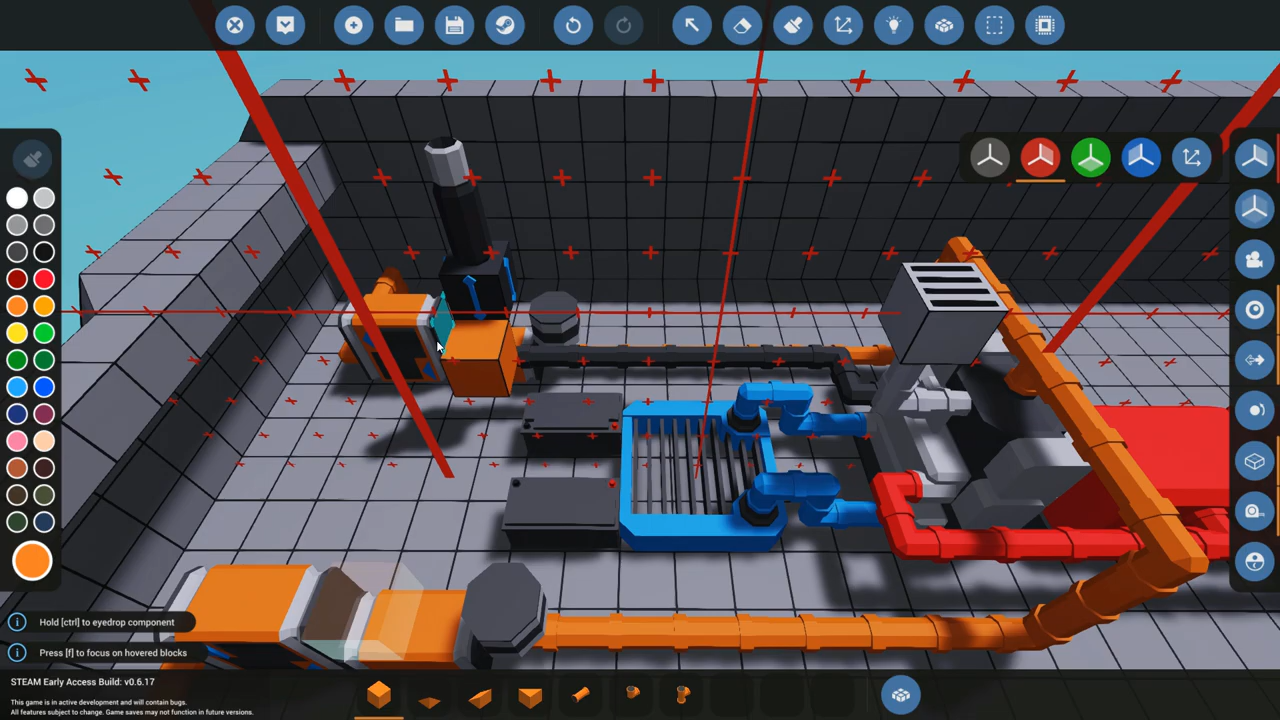 Hold [ctrl] to eyedrop component
Press [f] to focus on hovered blocks
STEAM Early Access Build: v0.6.17
This game is in active development and will contain bugs.
All features subject to change. Game saves may not function in future versions.